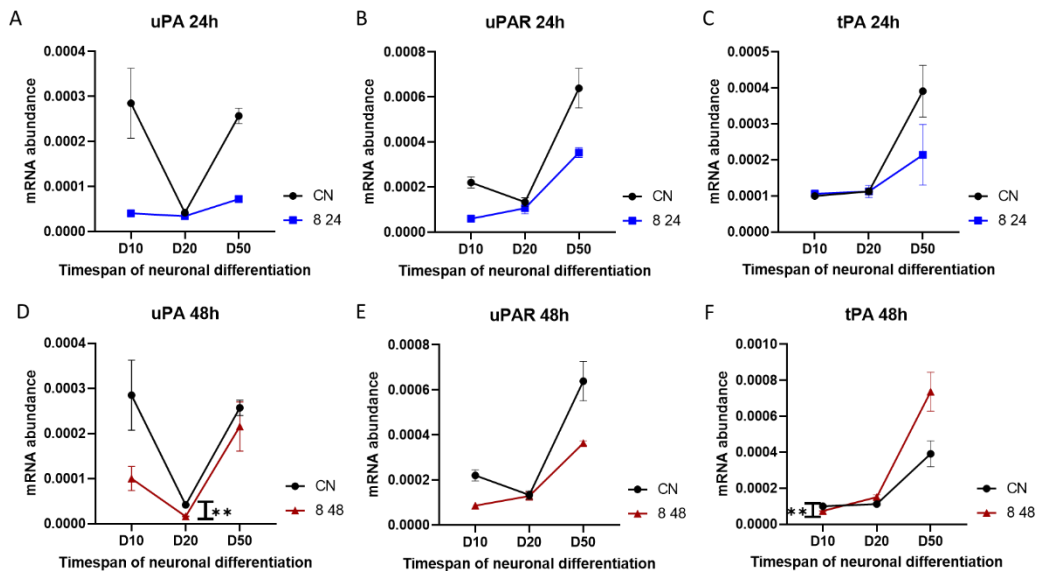 A
uPA 24h
mRNA abundance
0.0004
0.0003
0.0002
0.0001
0.0000
D10
D20
D50
Timespan of neuronal differentiation
CN
8 24
B
uPAR 24h
mRNA abundance
0.0008
0.0006
0.0004
0.0002
0.0000
D10
D20
D50
Timespan of neuronal differentiation
CN
8 24
C
tPA 24h
mRNA abundance
0.0005
0.0004
0.0003
0.0002
0.0001
0.0000
D10
D20
D50
Timespan of neuronal differentiation
CN
8 24
D
uPA 48h
mRNA abundance
0.0004
0.0003
0.0002
0.0001
0.0000
**
D10
D20
D50
Timespan of neuronal differentiation
CN
8 48
E
uPAR 48h
mRNA abundance
0.0008
0.0006
0.0004
0.0002
0.0000
D10
D20
D50
Timespan of neuronal differentiation
CN
8 48
F
tPA 48h
mRNA abundance
0.0010
0.0008
0.0006
0.0004
0.0002
0.0000
**
D10
D20
D50
Timespan of neuronal differentiation
CN
8 48